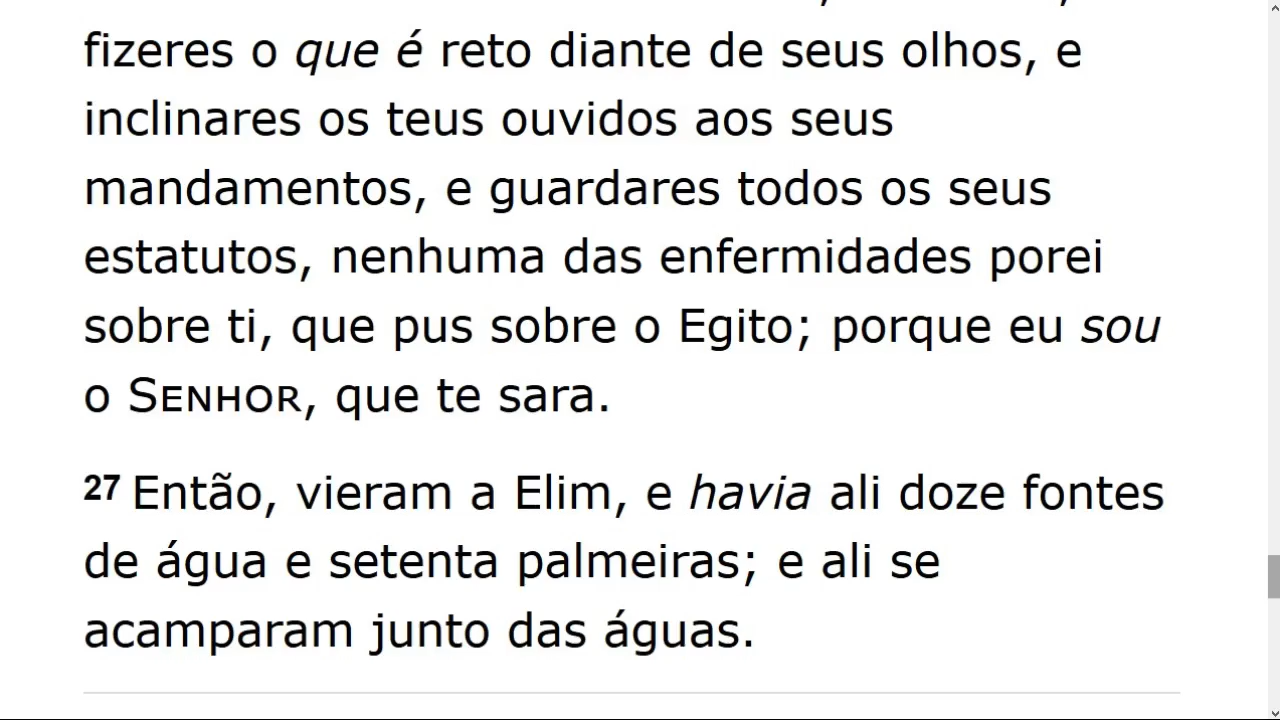 fizeres o que é reto diante de seus olhos, e
inclinares os teus ouvidos aos seus
mandamentos, e guardares todos os seus
estatutos, nenhuma das enfermidades porei
sobre ti, que pus sobre o Egito; porque eu sou
o SENHOR, que te sara.
27 Então, vieram a Elim, e havia ali doze fontes
de água e setenta palmeiras; e ali se
acamparam junto das águas.